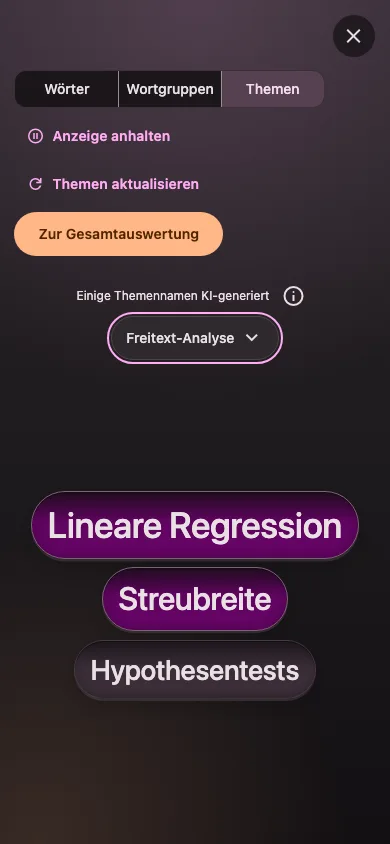 Wörter Wortgruppen Themen
Anzeige anhalten
Themen aktualisieren
Zur Gesamtauswertung
Einige Themennamen KI-generiert
Freitext-Analyse
Lineare Regression
Streubreite
Hypothesentests